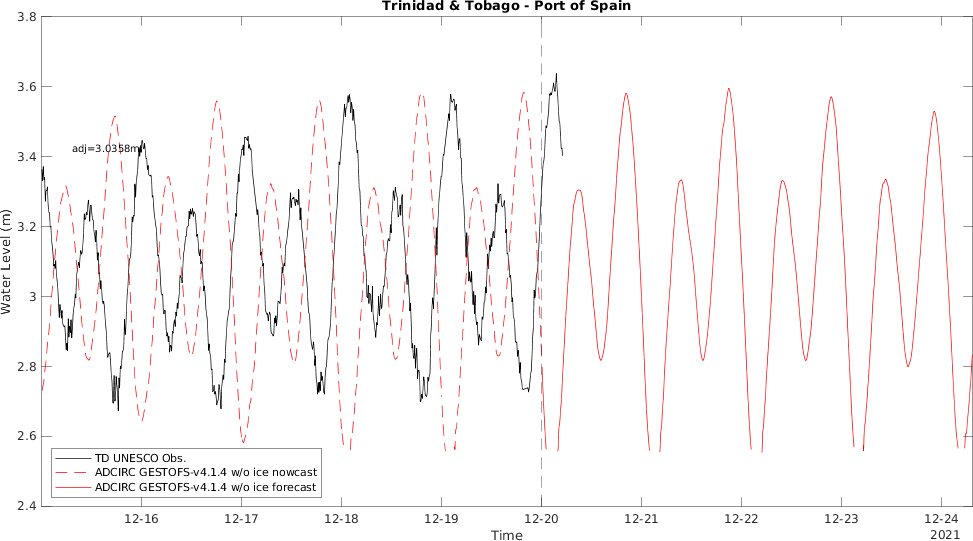 Trinidad & Tobago - Port of Spain
3.8
3.6
adj=3.0358m
3.4
3.2
3
2.8
2.6
2.4
Water Level (m)
TD UNESCO Obs.
ADCIRC GESTOFS-v4.1.4 w/o ice nowcast
ADCIRC GESTOFS-v4.1.4 w/o ice forecast
12-16 12-17 12-18 12-19 12-20 12-21 12-22 12-23 12-24
2021
Time